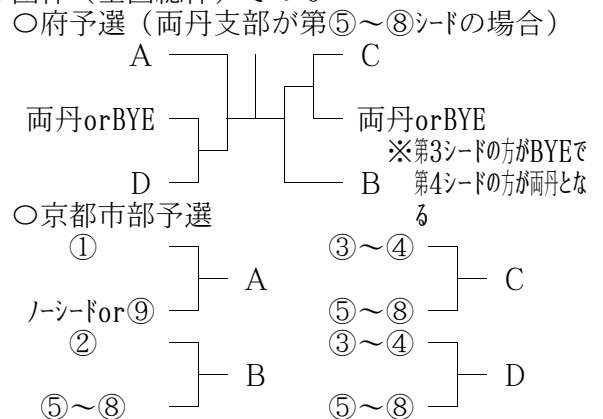 ○府予選（両丹支部が第⑤～⑧シードの場合）
A
C
両丹orBYE
両丹orBYE
※第3シードの方がBYEで
第4シードの方が両丹とな
る
D
B
○京都市部予選
①
③～④
A
C
ノーシードor⑨
⑤～⑧
②
③～④
B
D
⑤～⑧
⑤～⑧